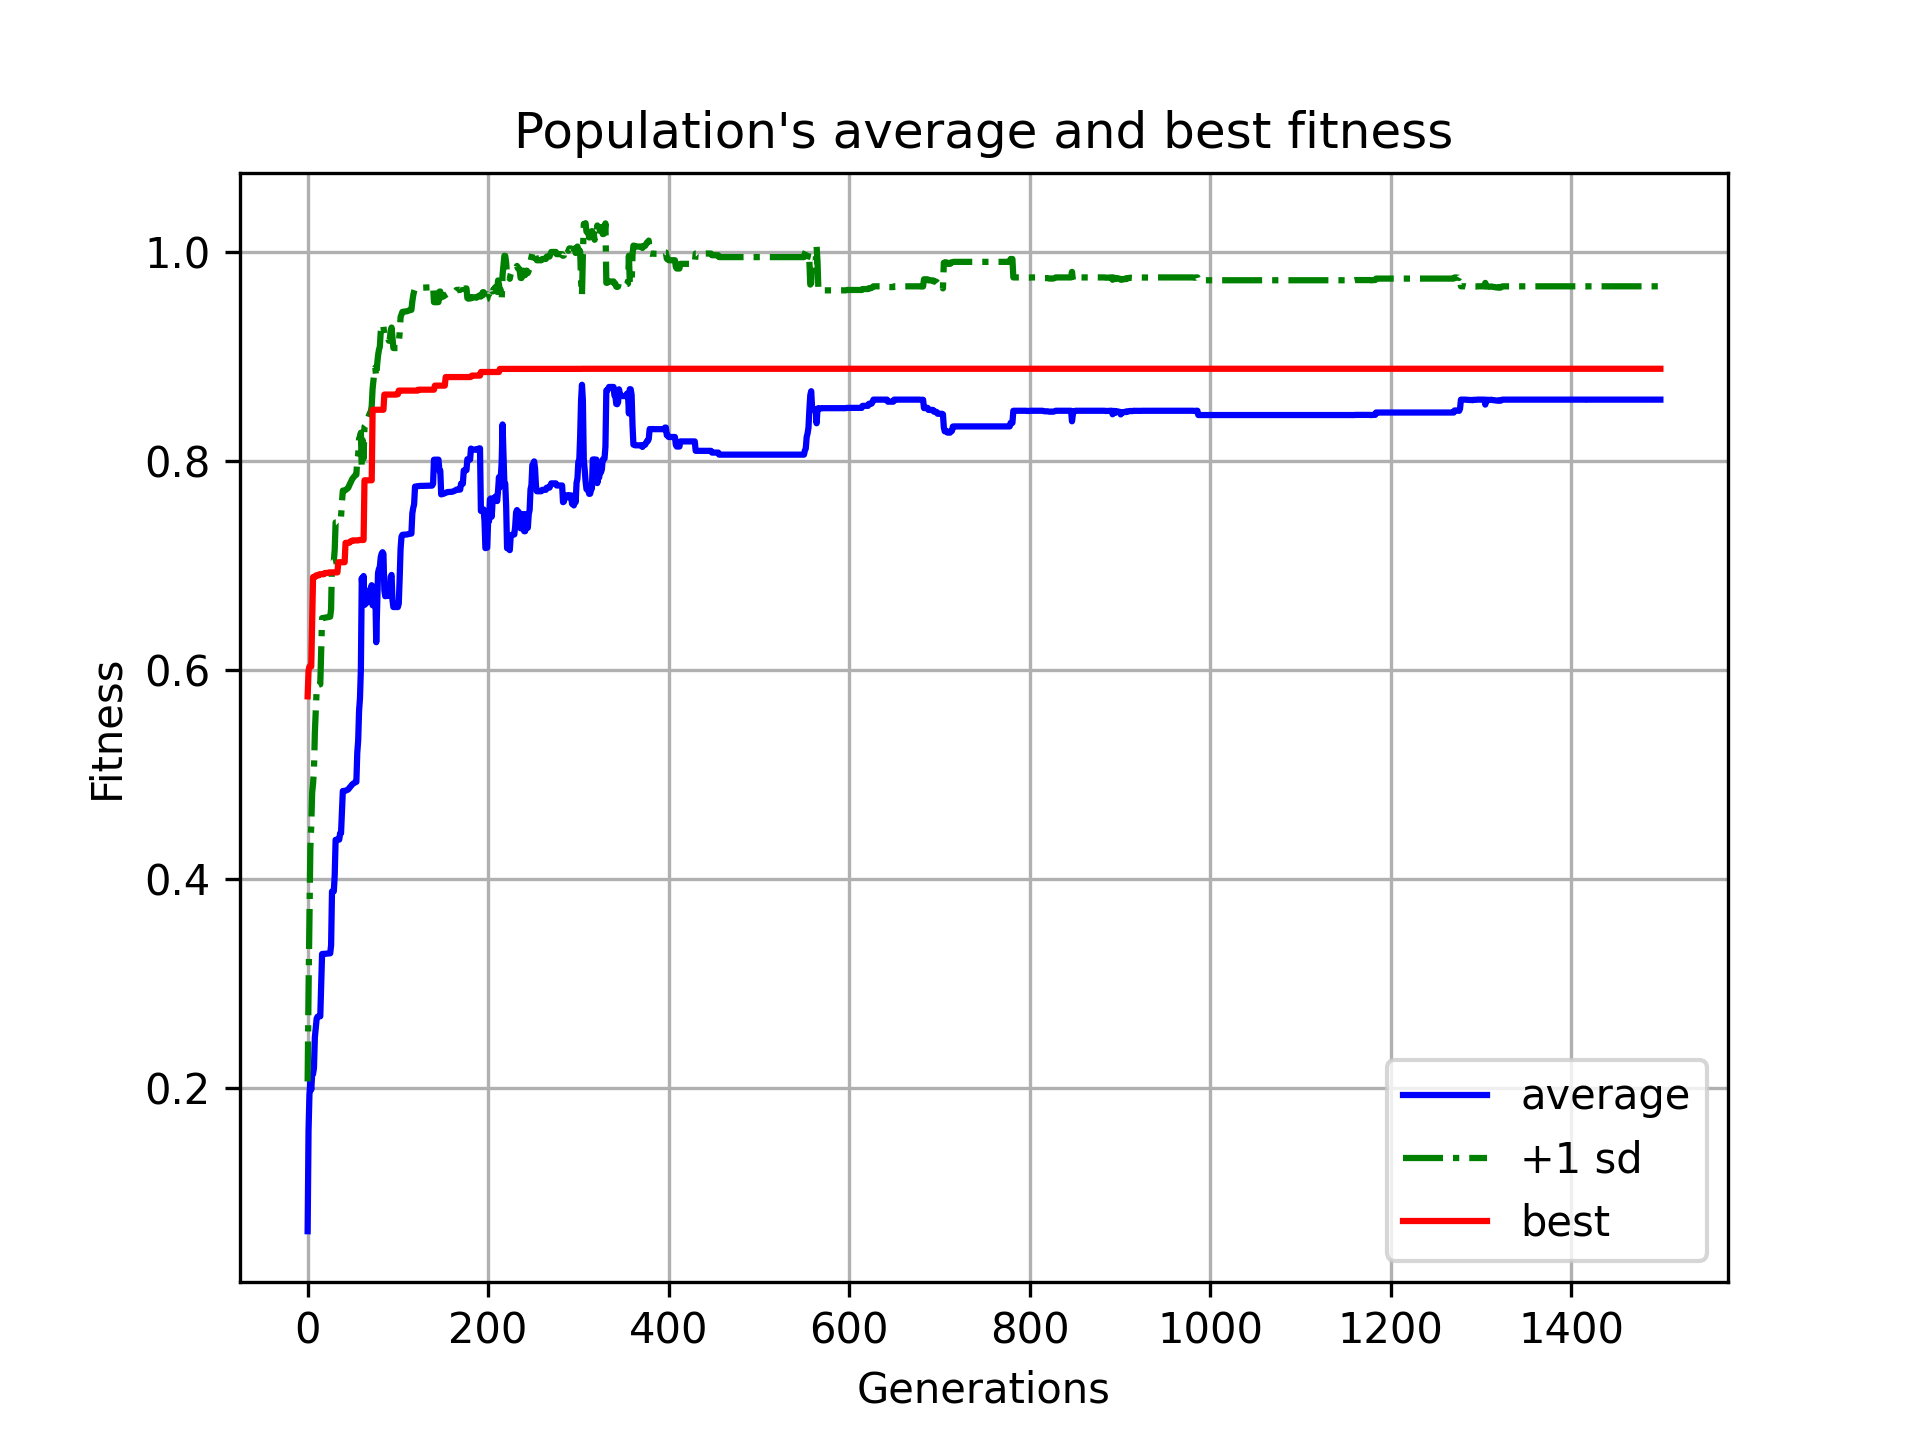 Population's average and best fitness
1.0
0.8
0.6
0.4
0.2
Fitness
0 200 400 600 800 1000 1200 1400
Generations
average
+1 sd
best